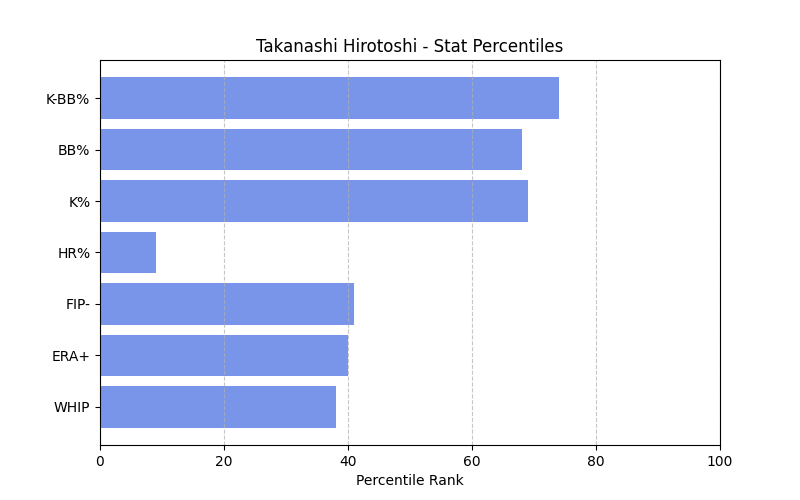 Takanashi Hirotoshi - Stat Percentiles
K-BB%
BB%
K%
HR%
FIP-
ERA+
WHIP
0 20 40 60 80 100
Percentile Rank